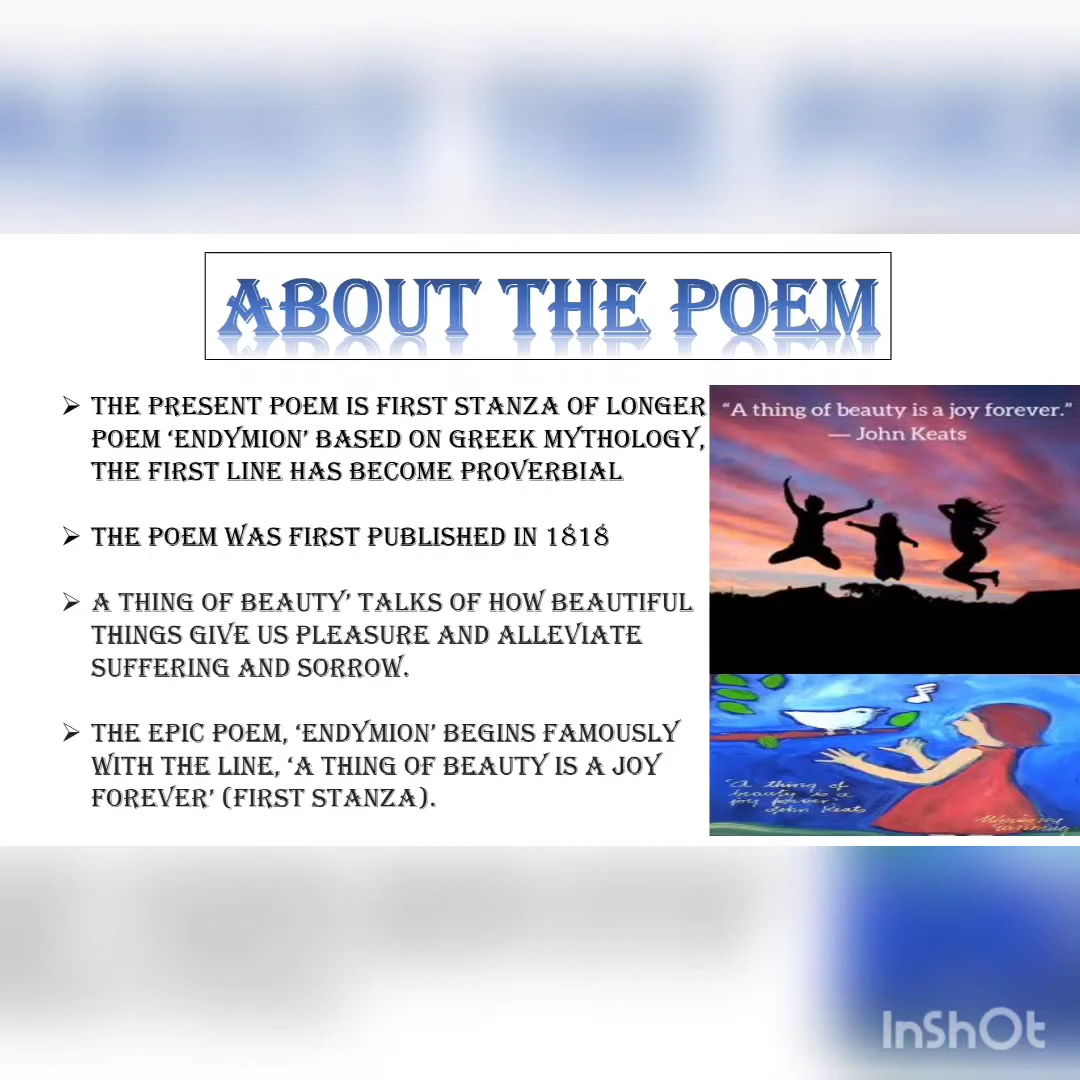 ABOUT THE POEM
THE PRESENT POEM IS FIRST STANZA OF LONGER
POEM ‘ENDYMION’ BASED ON GREEK MYTHOLOGY,
THE FIRST LINE HAS BECOME PROVERBIAL
THE POEM WAS FIRST PUBLISHED IN 1818
A THING OF BEAUTY’ TALKS OF HOW BEAUTIFUL
THINGS GIVE US PLEASURE AND ALLEVIATE
SUFFERING AND SORROW.
THE EPIC POEM, ‘ENDYMION’ BEGINS FAMOUSLY
WITH THE LINE, ‘A THING OF BEAUTY IS A JOY
FOREVER’ (FIRST STANZA).
“A thing of beauty is a joy forever.”
— John Keats
"A thing of
beauty is a
joy forever."
John Keats
InShOt